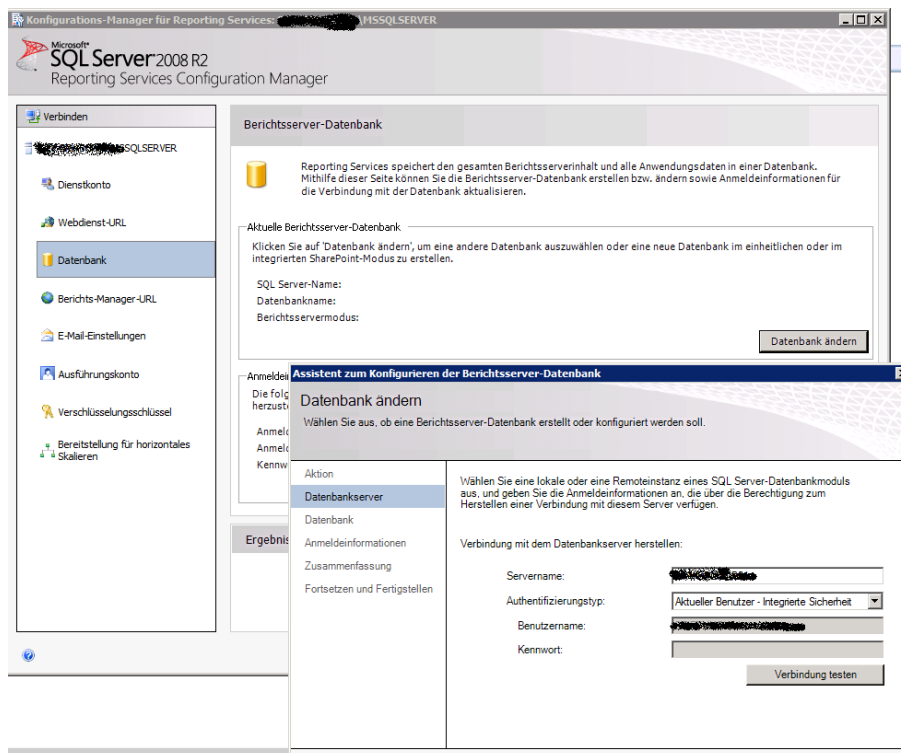 Konfigurations-Manager für Reporting Services: \MSSQLSERVER
Microsoft
SQL Server 2008 R2
Reporting Services Configuration Manager
Verbinden
SQLSERVER
Dienstkonto
Webdienst-URL
Datenbank
Berichts-Manager-URL
E-Mail-Einstellungen
Ausführungskonto
Verschlüsselungsschlüssel
Bereitstellung für horizontales
Skalieren
Berichtsserver-Datenbank
Reporting Services speichert den gesamten Berichtsserverinhalt und alle Anwendungsdaten in einer Datenbank.
Mithilfe dieser Seite können Sie die Berichtsserver-Datenbank erstellen bzw. ändern sowie Anmeldeinformationen für
die Verbindung mit der Datenbank aktualisieren.
Aktuelle Berichtsserver-Datenbank
Klicken Sie auf 'Datenbank ändern', um eine andere Datenbank auszuwählen oder eine neue Datenbank im einheitlichen oder im
integrierten SharePoint-Modus zu erstellen.
SQL Server-Name:
Datenbankname:
Berichtsservermodus:
Datenbank ändern
Anmeldei
Die folg
herzuste
Anmeld
Anmeld
Kennw
Ergebnis
Assistent zum Konfigurieren der Berichtsserver-Datenbank
Datenbank ändern
Wählen Sie aus, ob eine Berichtsserver-Datenbank erstellt oder konfiguriert werden soll.
Aktion
Datenbankserver
Datenbank
Anmeldeinformationen
Zusammenfassung
Fortsetzen und Fertigstellen
Wählen Sie eine lokale oder eine Remoteinstanz eines SQL Server-Datenbankmoduls
aus, und geben Sie die Anmeldeinformationen an, die über die Berechtigung zum
Herstellen einer Verbindung mit diesem Server verfügen.
Verbindung mit dem Datenbankserver herstellen:
Servername:
Authentifizierungstyp: Aktueller Benutzer - Integrierte Sicherheit
Benutzername:
Kennwort:
Verbindung testen